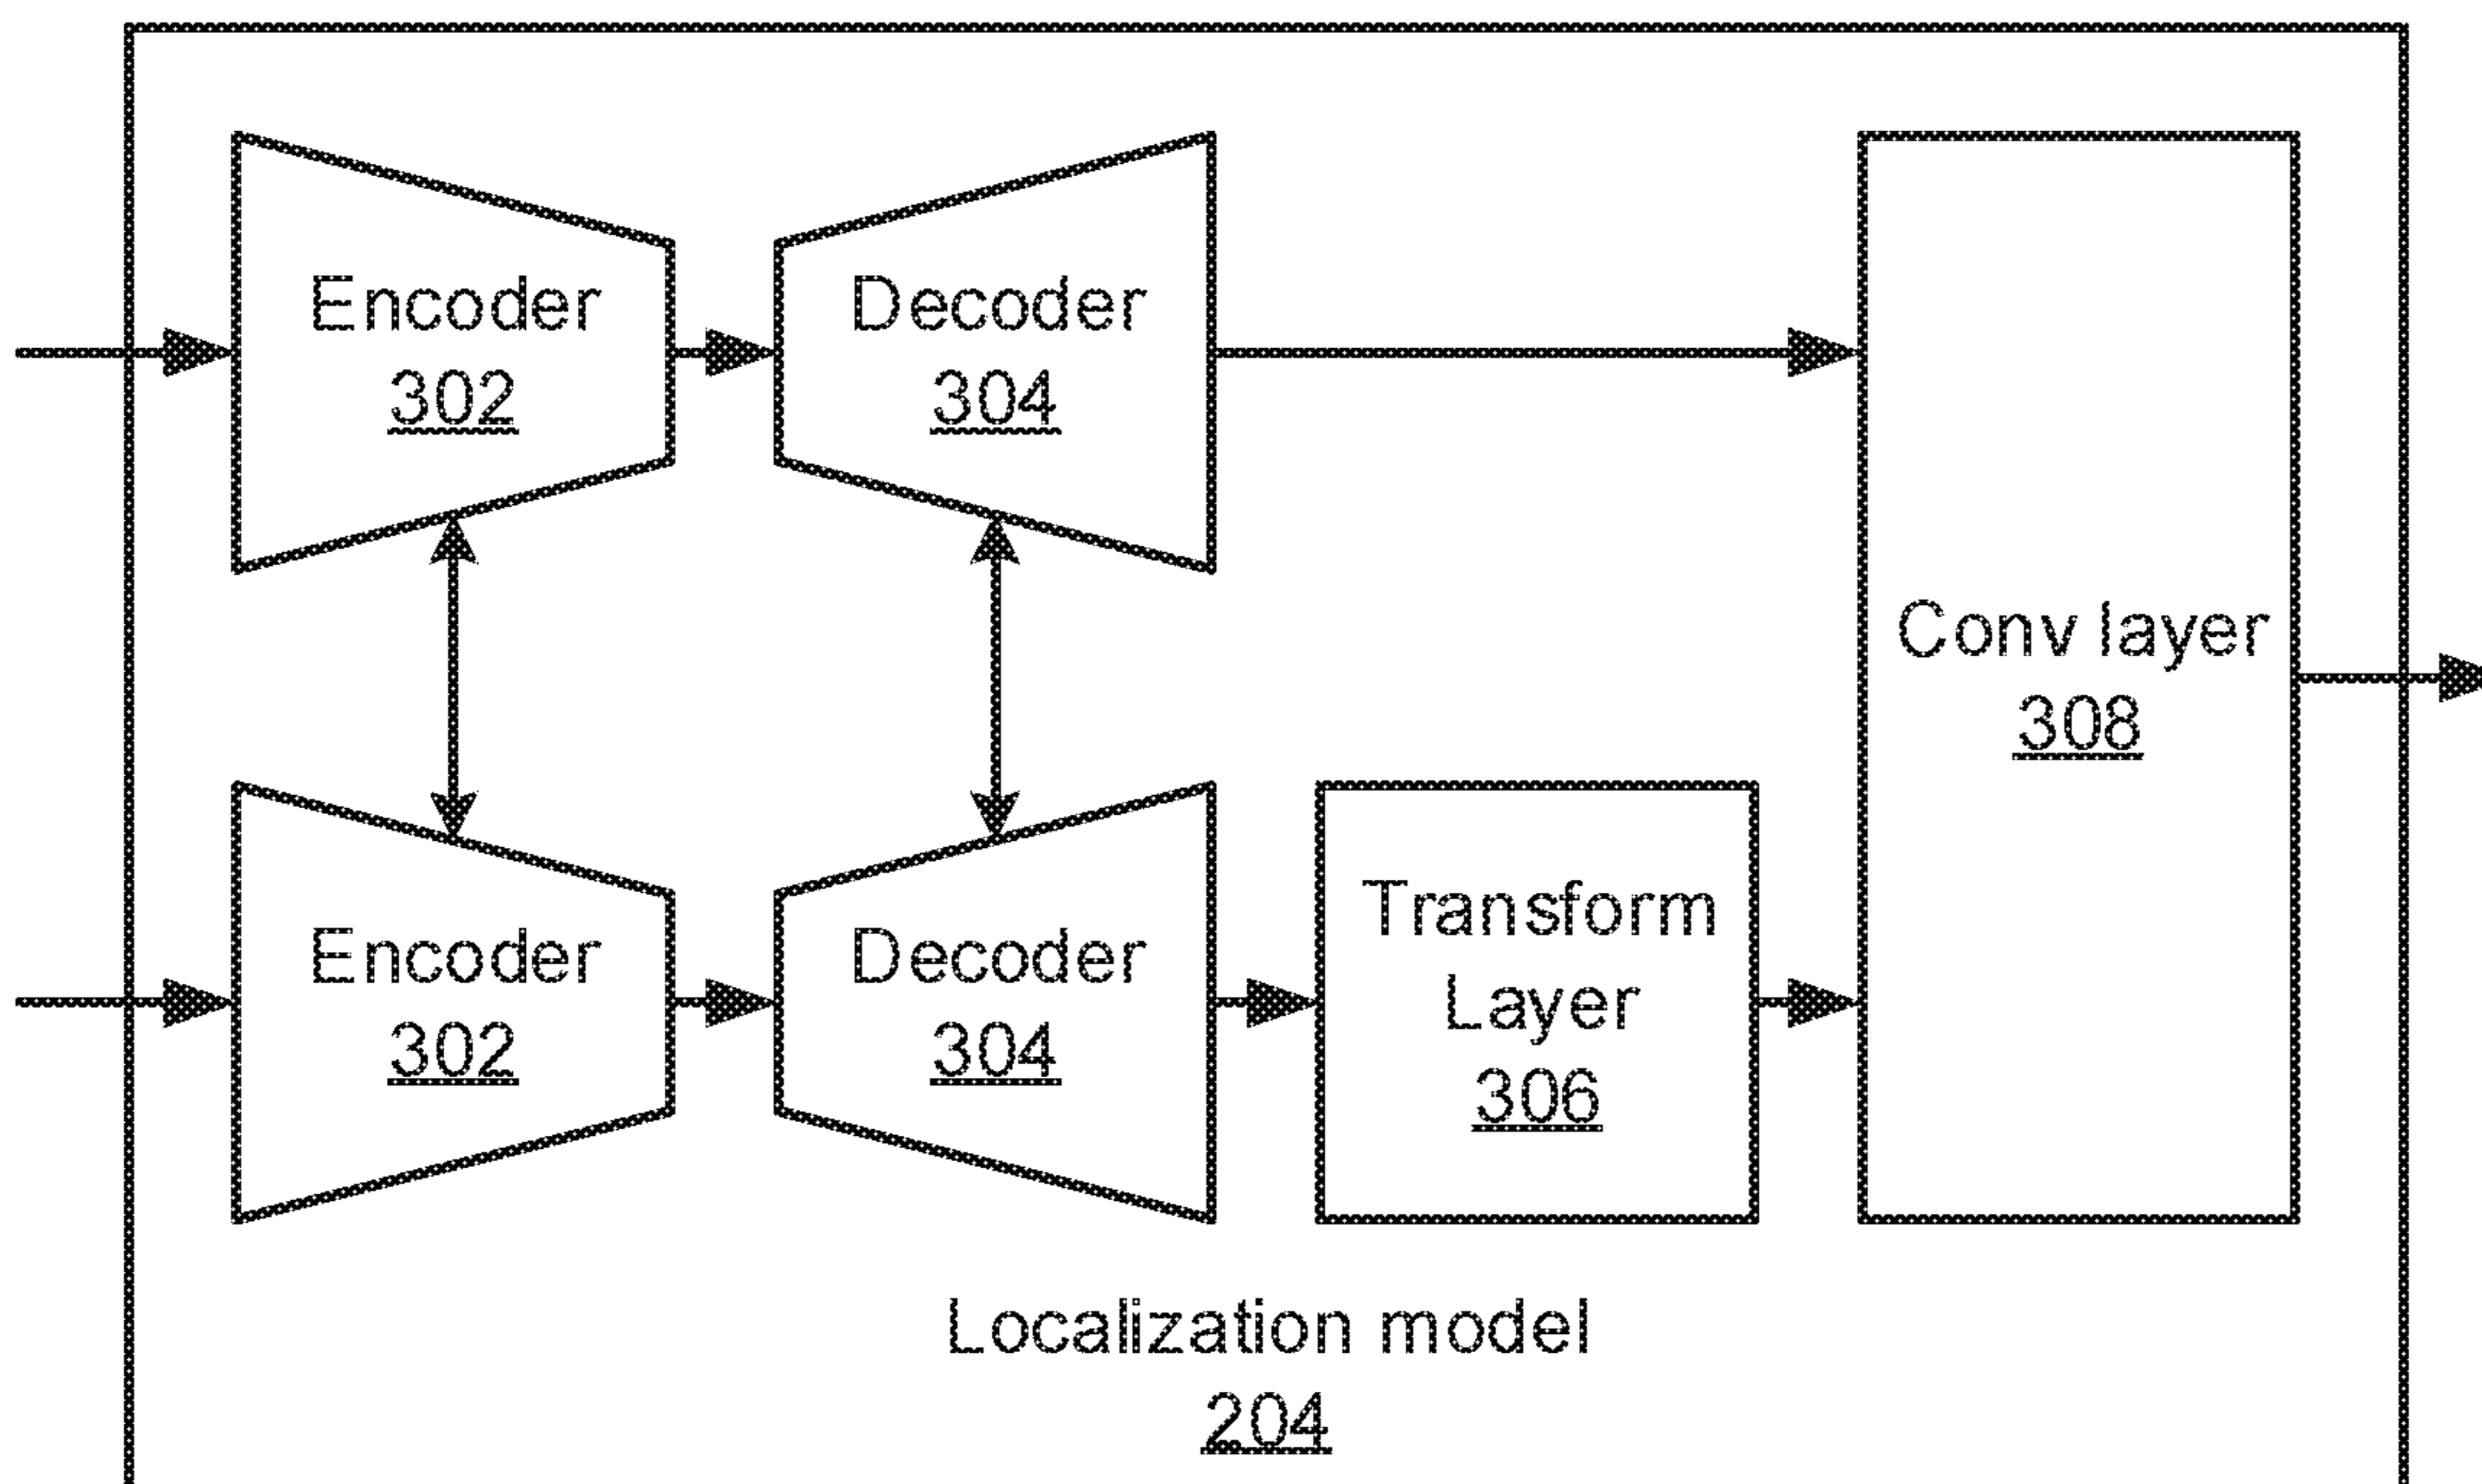 Encoder
302
Decoder
304
Conv layer
308
Encoder
302
Decoder
304
Transform
Layer
306
Localization model
204